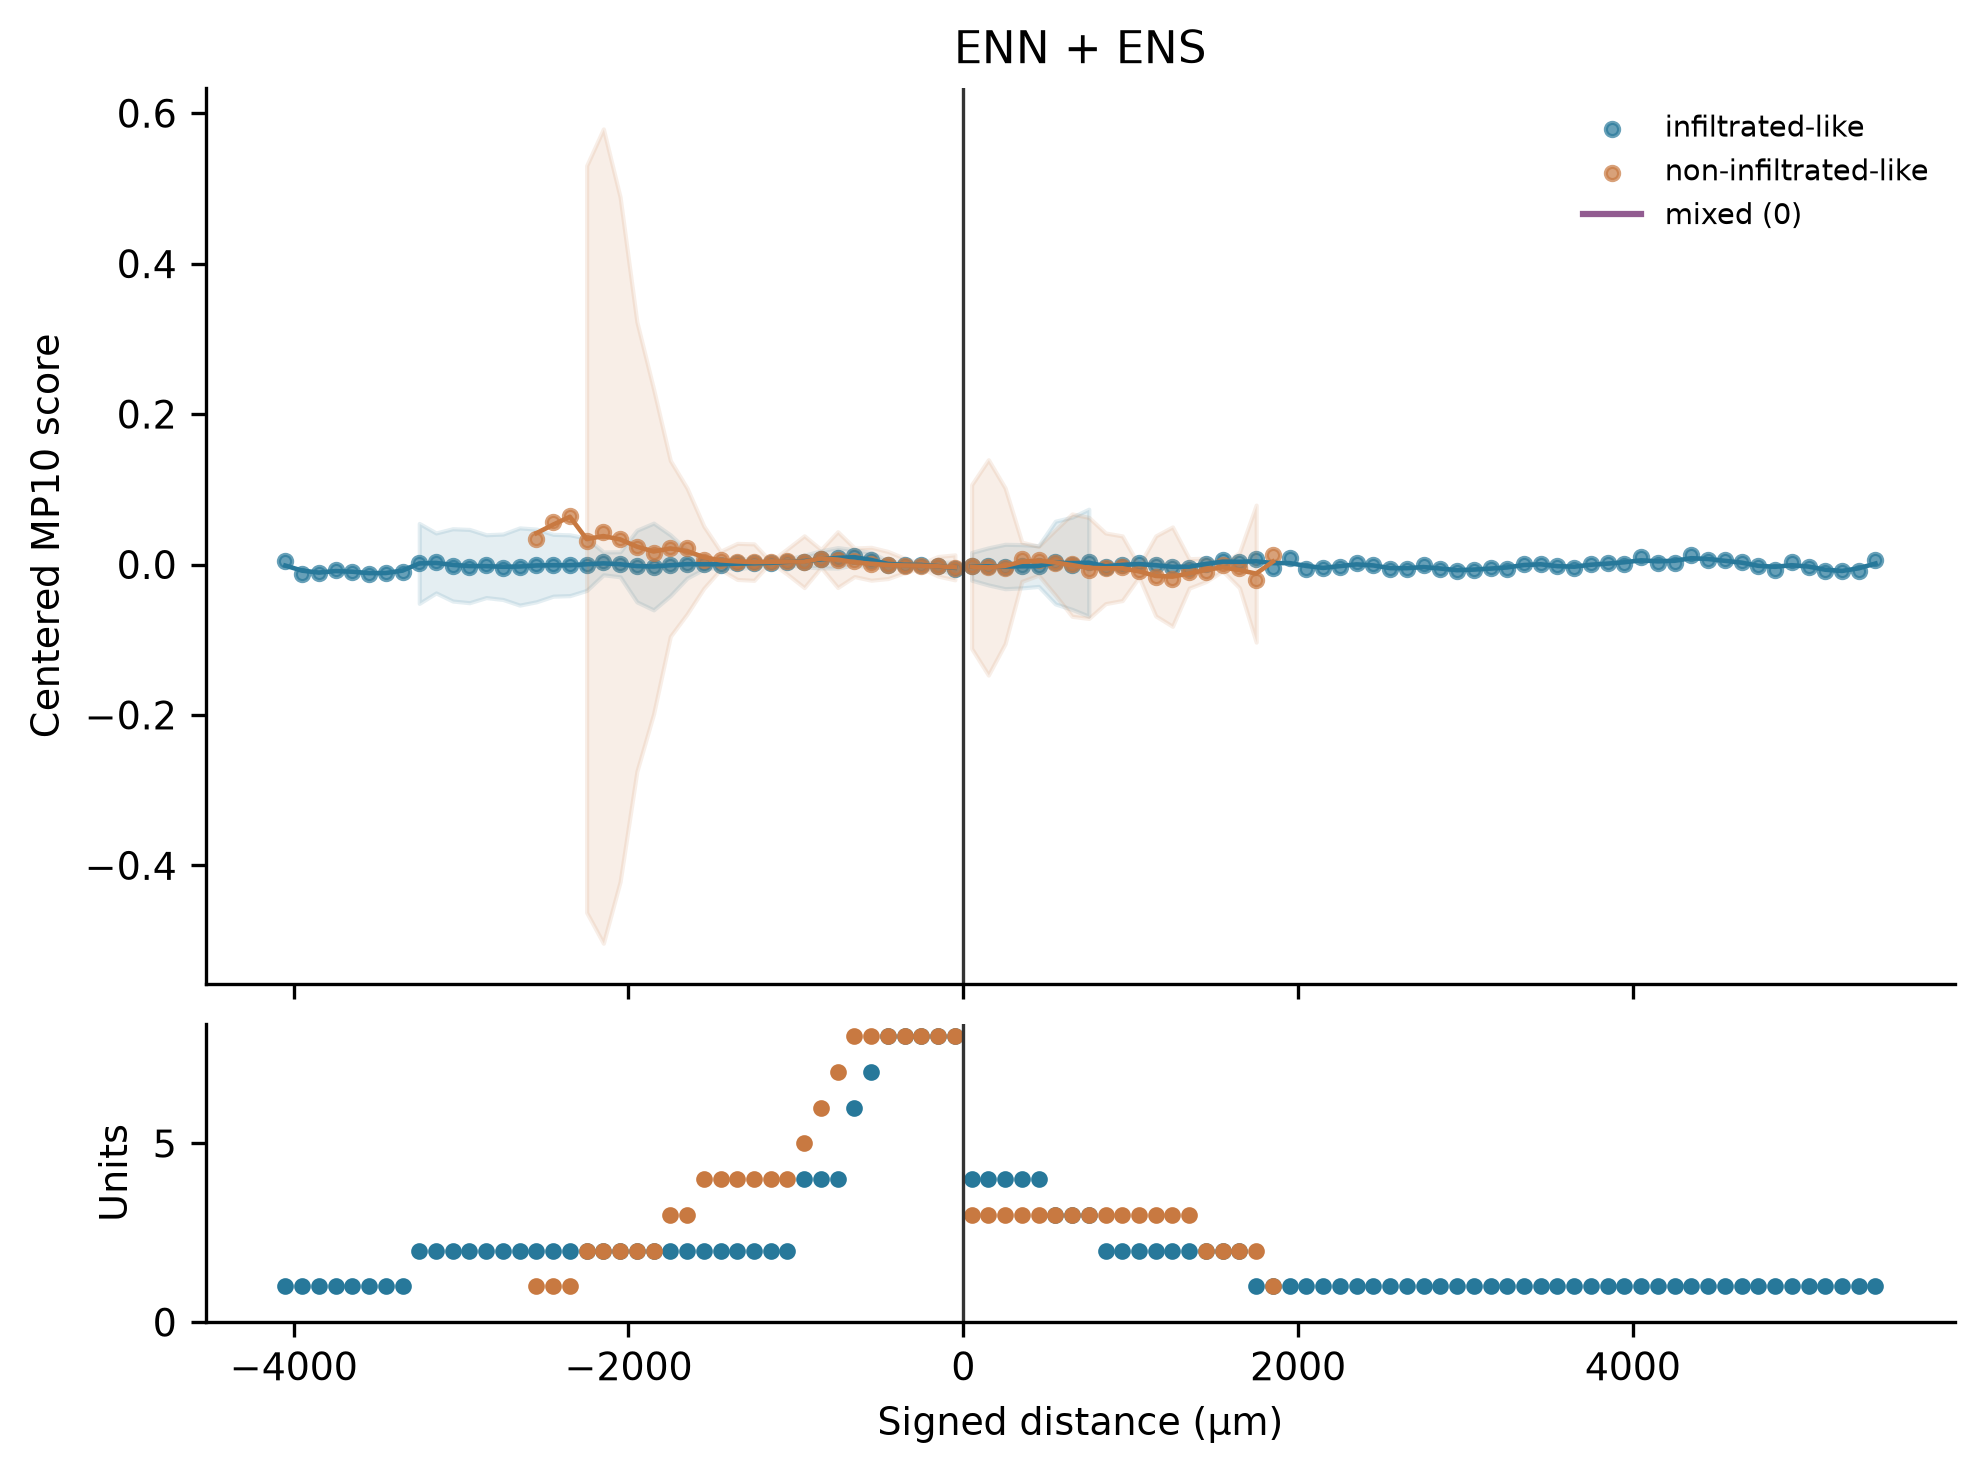 ENN + ENS
0.6
0.4
0.2
0.0
−0.2
−0.4
Centered MP10 score
infiltrated-like
non-infiltrated-like
mixed (0)
5
0
Units
−4000 −2000 0 2000 4000
Signed distance (µm)